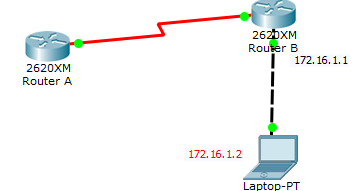 2620XM
Router B
172.16.1.1
2620XM
Router A
172.16.1.2
Laptop-PT